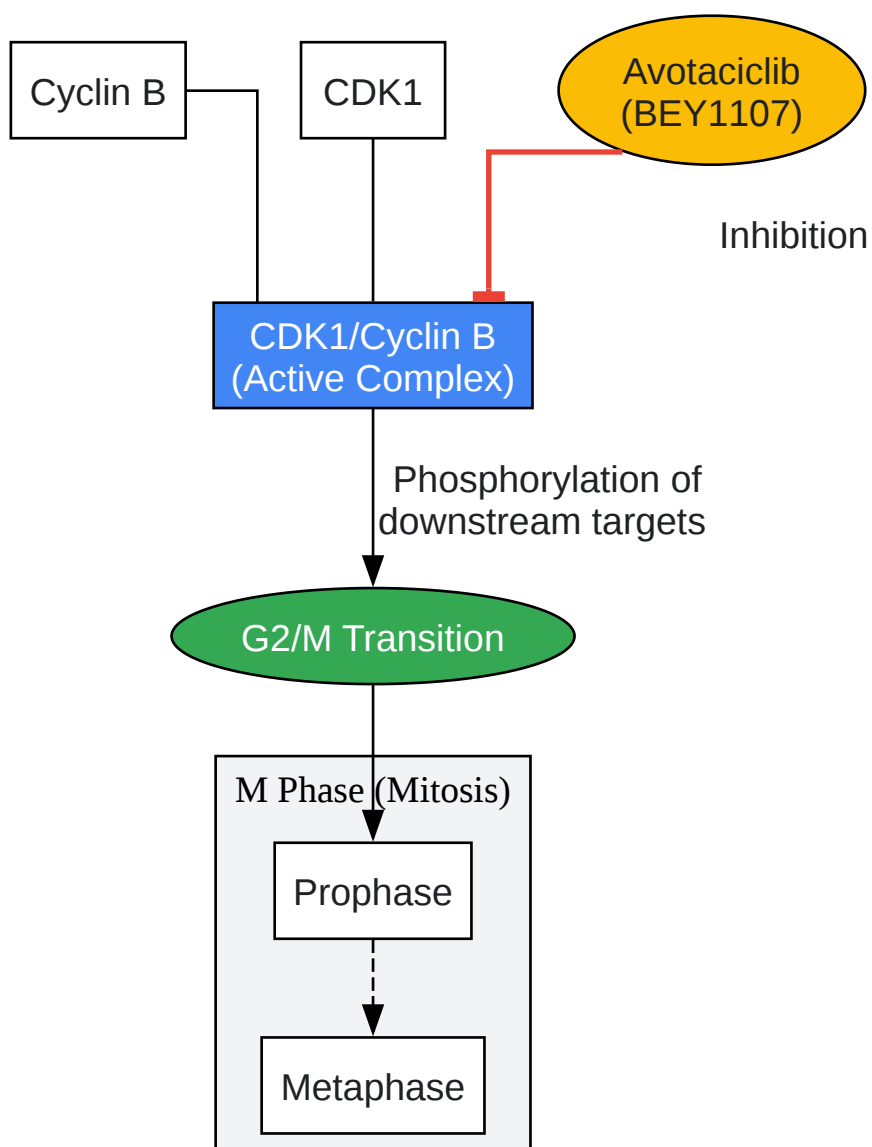 Cyclin B
CDK1
Avotaciclib
(BEY1107)
Inhibition
CDK1/Cyclin B
(Active Complex)
Phosphorylation of
downstream targets
G2/M Transition
M Phase (Mitosis)
Prophase
Metaphase